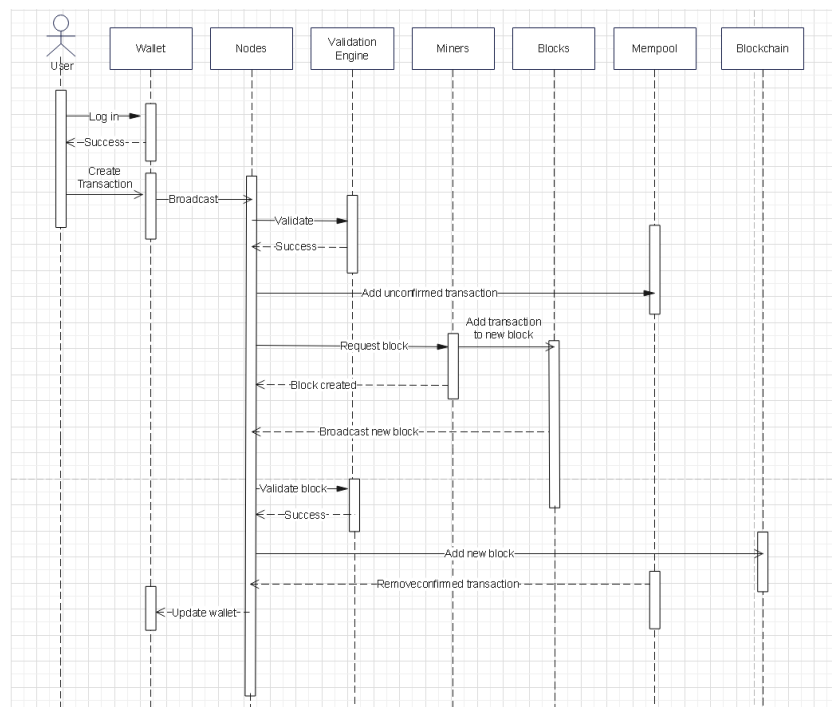 User
Wallet
Nodes
Validation
Engine
Miners
Blocks
Mempool
Blockchain
Log in
Success
Create
Transaction
Broadcast
Validate
Success
Add unconfirmed transaction
Add transaction
to new block
Request block
Block created
Broadcast new block
Validate block
Success
Add new block
Removeconfirmed transaction
Update wallet